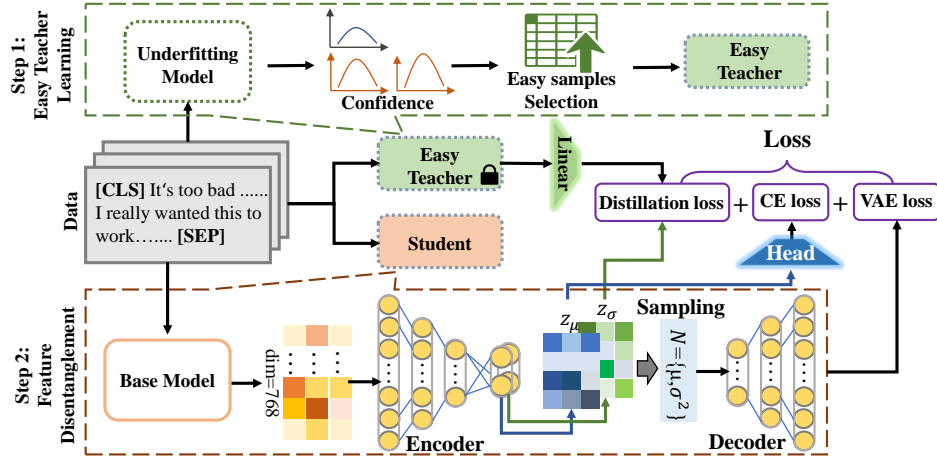 Step 1:
Easy Teacher
Learning
Underfitting
Model
Confidence
Easy samples
Selection
Easy
Teacher
Data
[CLS] It's too bad ......
I really wanted this to
work….... [SEP]
Easy
Teacher
Linear
Student
Loss
Distillation loss
+
CE loss
+
VAE loss
Head
Step 2:
Feature
Disentanglement
Base Model
dim=768
Encoder
z_μ
z_σ
Sampling
N={μ,σ²}
Decoder